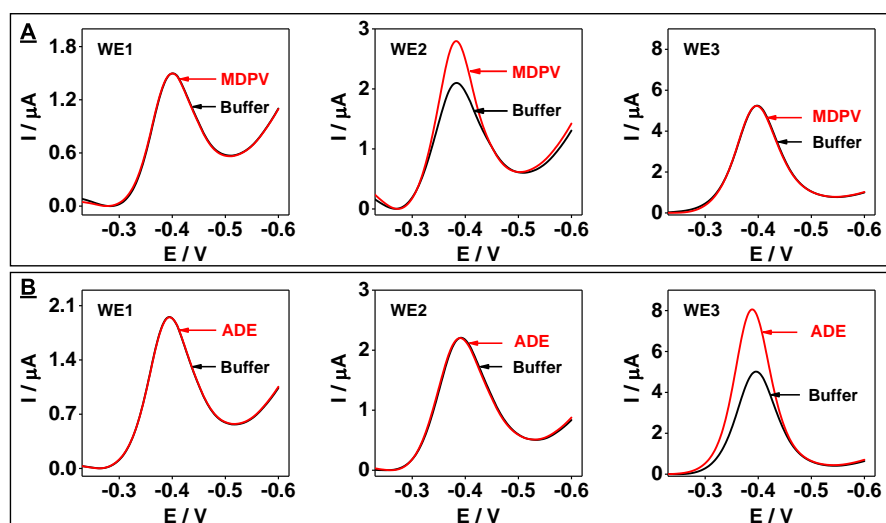 A
WE1
I / µA
1.8
1.2
0.6
0.0
MDPV
Buffer
-0.3 -0.4 -0.5 -0.6
E / V
WE2
I / µA
3
2
1
0
MDPV
Buffer
-0.3 -0.4 -0.5 -0.6
E / V
WE3
I / µA
8
6
4
2
0
MDPV
Buffer
-0.3 -0.4 -0.5 -0.6
E / V
B
WE1
I / µA
2.1
1.4
0.7
0.0
ADE
Buffer
-0.3 -0.4 -0.5 -0.6
E / V
WE2
I / µA
3
2
1
0
ADE
Buffer
-0.3 -0.4 -0.5 -0.6
E / V
WE3
I / µA
8
6
4
2
0
ADE
Buffer
-0.3 -0.4 -0.5 -0.6
E / V